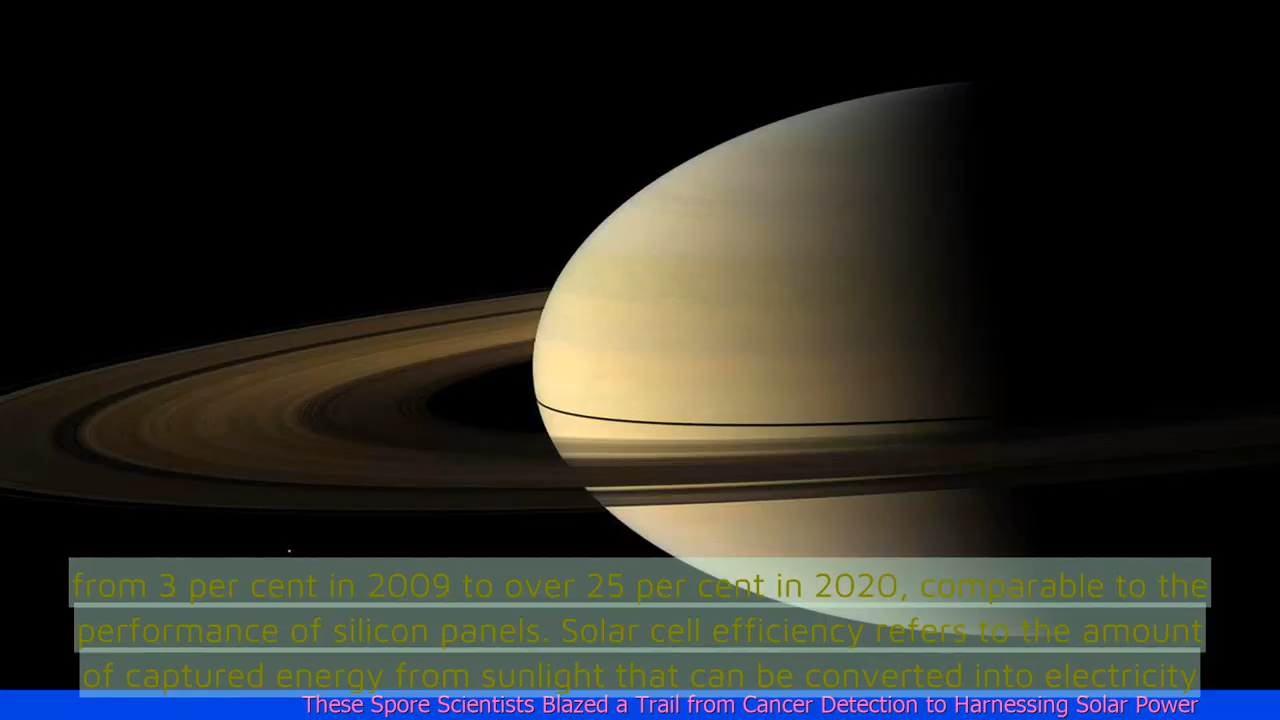 from 3 per cent in 2009 to over 25 per cent in 2020, comparable to the
performance of silicon panels. Solar cell efficiency refers to the amount
of captured energy from sunlight that can be converted into electricity
These Spore Scientists Blazed a Trail from Cancer Detection to Harnessing Solar Power